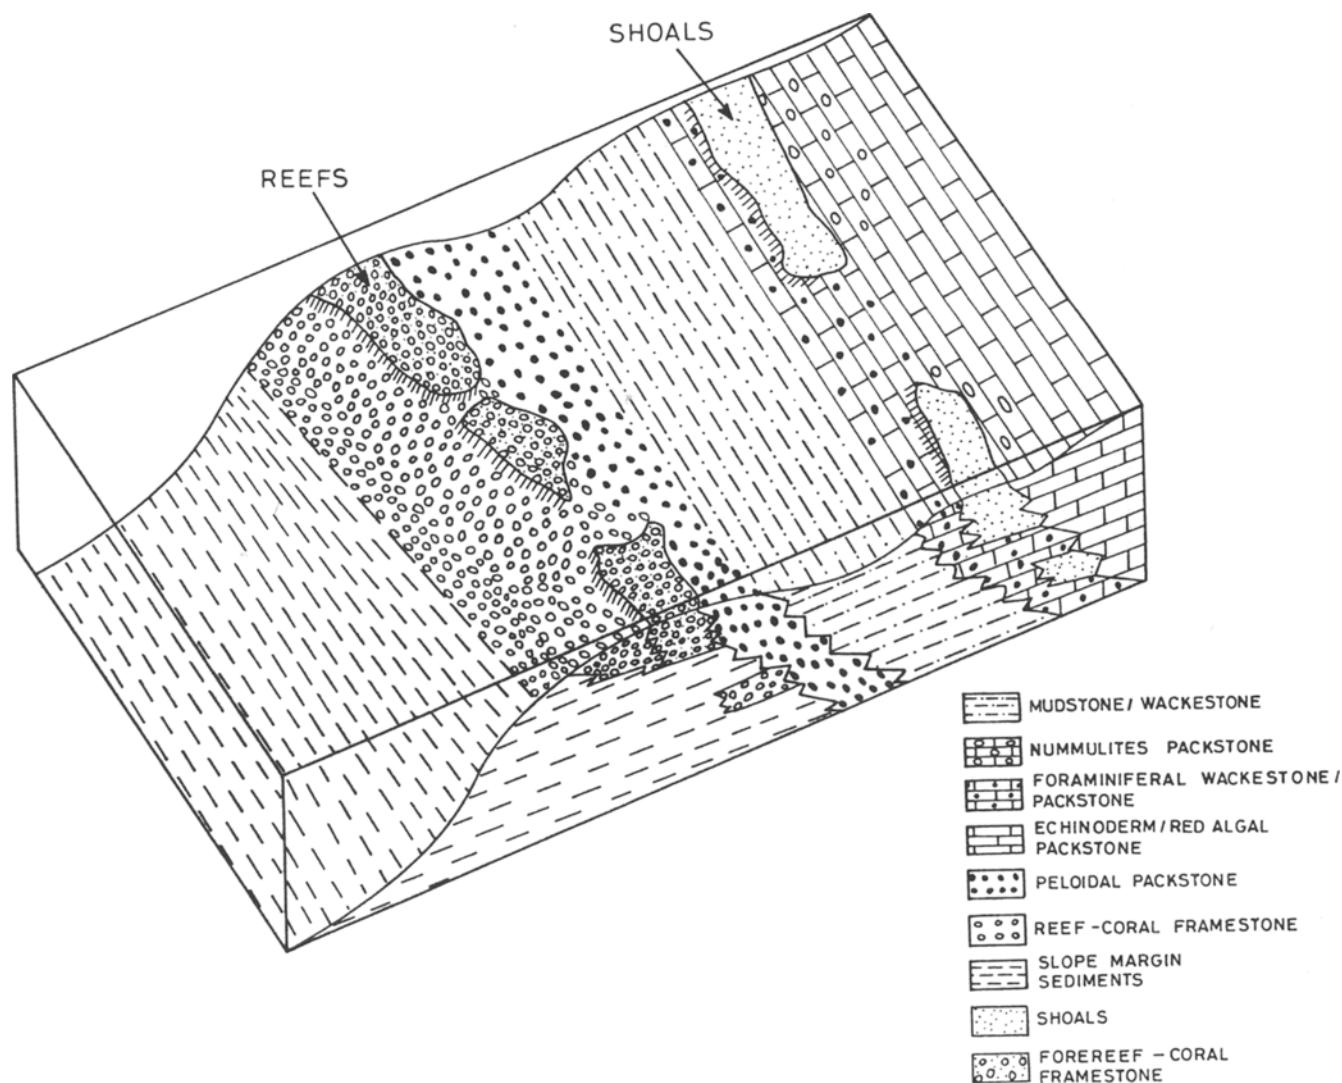 SHOALS
REEFS
MUDSTONE/ WACKESTONE
NUMMULITES PACKSTONE
FORAMINIFERAL WACKESTONE/
PACKSTONE
ECHINODERM/RED ALGAL
PACKSTONE
PELOIDAL PACKSTONE
REEF-CORAL FRAMESTONE
SLOPE MARGIN
SEDIMENTS
SHOALS
FOREREEF-CORAL
FRAMESTONE